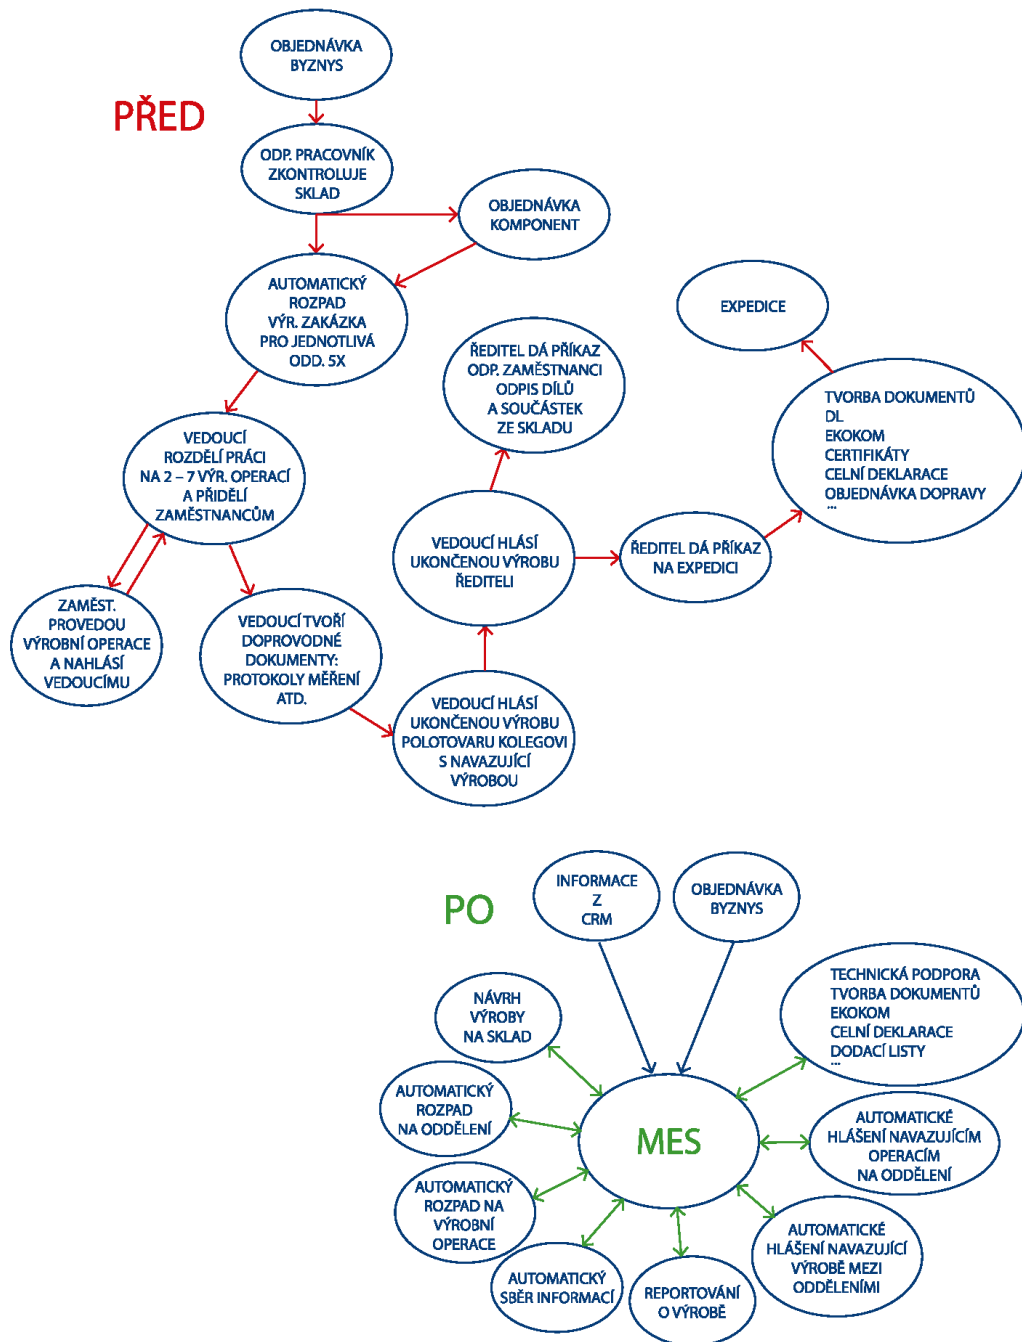 OBJEDNÁVKA
BYZNYS
PŘED
ODP. PRACOVNÍK
ZKONTROLUJE
SKLAD
OBJEDNÁVKA
KOMPONENT
AUTOMATICKÝ
ROZPAD
VÝR. ZAKÁZKA
PRO JEDNOTLIVÁ
ODD. 5X
EXPEDICE
ŘEDITEL DÁ PŘÍKAZ
ODP. ZAMĚSTNANCI
ODPIS DÍLŮ
A SOUČÁSTEK
ZE SKLADU
TVORBA DOKUMENTŮ
DL
EKOKOM
CERTIFIKÁTY
CELNÍ DEKLARACE
OBJEDNÁVKA DOPRAVY
...
VEDOUCÍ
ROZDĚLÍ PRÁCI
NA 2 – 7 VÝR. OPERACÍ
A PŘIDĚLÍ
ZAMĚSTNANCŮM
VEDOUCÍ HLÁSÍ
UKONČENOU VÝROBU
ŘEDITELI
ŘEDITEL DÁ PŘÍKAZ
NA EXPEDICI
ZAMĚST.
PROVEDOU
VÝROBNÍ OPERACE
A NAHLÁSÍ
VEDOUCÍMU
VEDOUCÍ TVOŘÍ
DOPROVODNÉ
DOKUMENTY:
PROTOKOLY MĚŘENÍ
ATD.
VEDOUCÍ HLÁSÍ
UKONČENOU VÝROBU
POLOTOVARU KOLEGOVI
S NAVAZUJÍCÍ
VÝROBOU
PO
INFORMACE
Z
CRM
OBJEDNÁVKA
BYZNYS
NÁVRH
VÝROBY
NA SKLAD
TECHNICKÁ PODPORA
TVORBA DOKUMENTŮ
EKOKOM
CELNÍ DEKLARACE
DODACÍ LISTY
...
AUTOMATICKÝ
ROZPAD
NA ODDĚLENÍ
MES
AUTOMATICKÉ
HLÁŠENÍ NAVAZUJÍCÍM
OPERACÍM
NA ODDĚLENÍ
AUTOMATICKÝ
ROZPAD NA
VÝROBNÍ
OPERACE
AUTOMATICKÉ
HLÁŠENÍ NAVAZUJÍCÍ
VÝROBĚ MEZI
ODDĚLENÍMI
AUTOMATICKÝ
SBĚR INFORMACÍ
REPORTOVÁNÍ
O VÝROBĚ